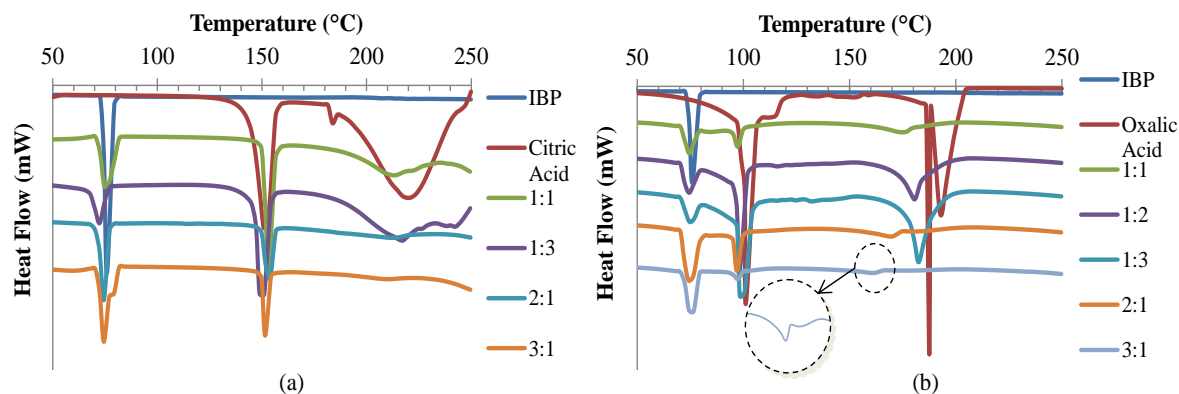 Temperature (°C)
50 100 150 200 250
Heat Flow (mW)
IBP
Citric
Acid
1:1
1:3
2:1
3:1
(a)
Temperature (°C)
50 100 150 200 250
Heat Flow (mW)
IBP
Oxalic
Acid
1:1
1:2
1:3
2:1
3:1
(b)